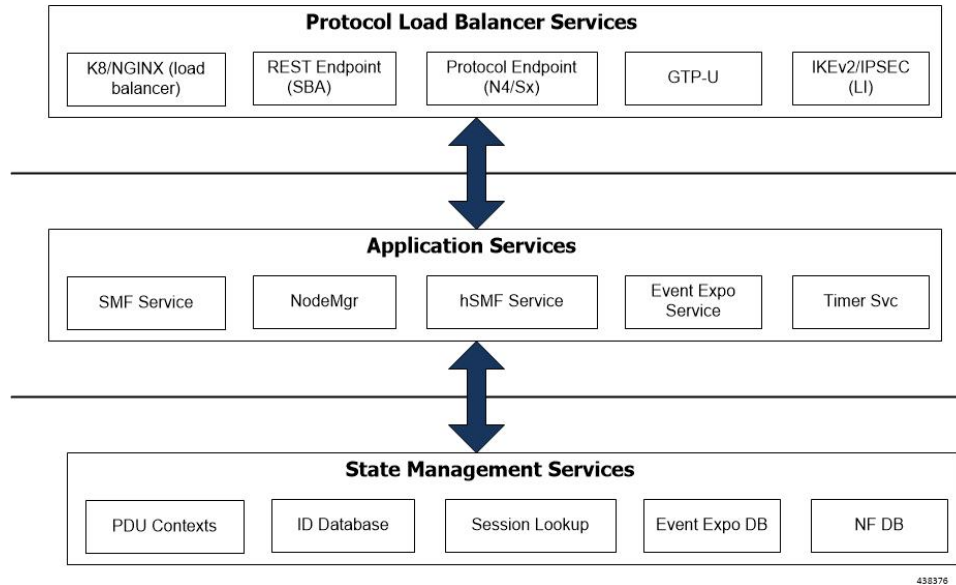 Protocol Load Balancer Services
K8/NGINX (load
balancer)
REST Endpoint
(SBA)
Protocol Endpoint
(N4/Sx)
GTP-U
IKEv2/IPSEC
(LI)
Application Services
SMF Service
NodeMgr
hSMF Service
Event Expo
Service
Timer Svc
State Management Services
PDU Contexts
ID Database
Session Lookup
Event Expo DB
NF DB
438376